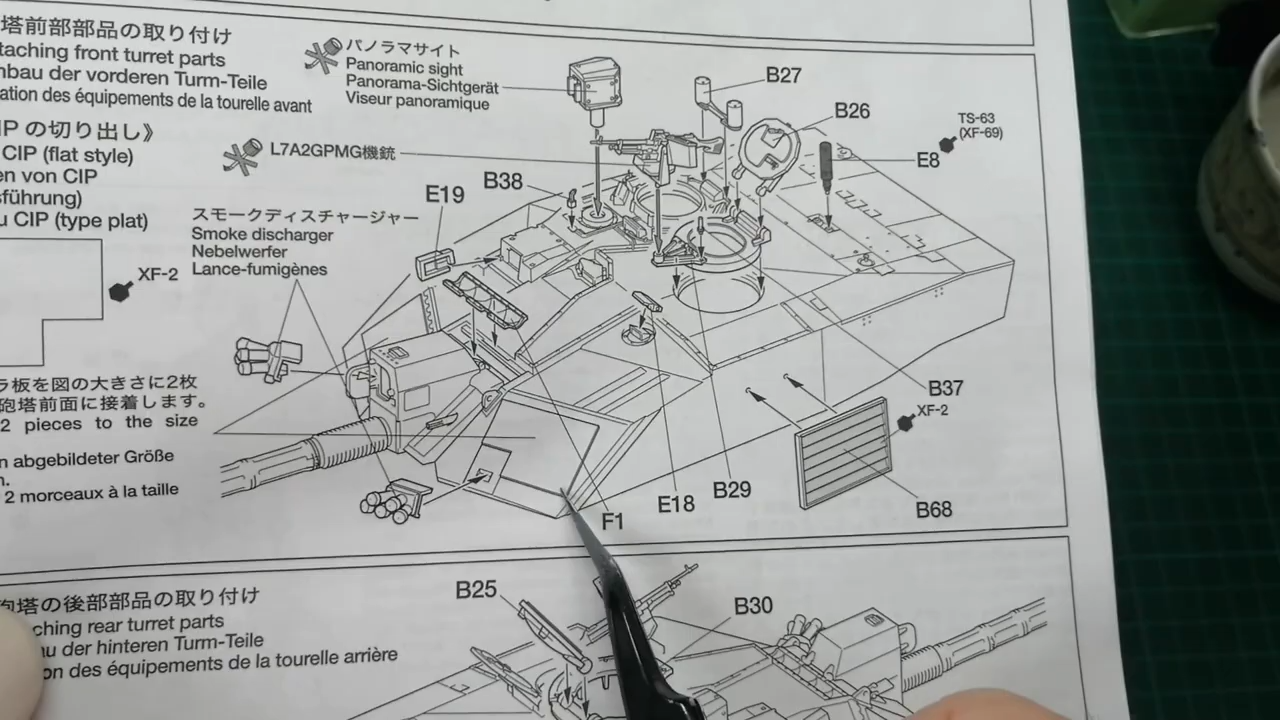 塔前部部品の取り付け
taching front turret parts
nbau der vorderen Turm-Teile
ation des équipements de la tourelle avant
IP の切り出し》
CIP (flat style)
en von CIP
sführung)
u CIP (type plat)
XF-2
ラ板を図の大きさに2枚
砲塔前面に接着します。
2 pieces to the size
n abgebildeter Größe
n.
2 morceaux à la taille
パノラマサイト
Panoramic sight
Panorama-Sichtgerät
Viseur panoramique
L7A2GPMG機銃
スモークディスチャージャー
Smoke discharger
Nebelwerfer
Lance-fumigènes
E19
B38
B27
B26
TS-63
(XF-69)
E8
B37
XF-2
B68
B29
E18
F1
砲塔の後部部品の取り付け
ching rear turret parts
au der hinteren Turm-Teile
on des équipements de la tourelle arrière
B25
B30